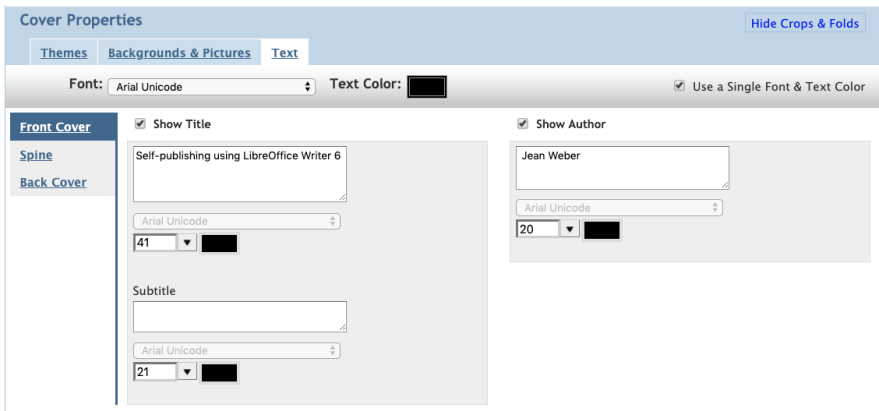 Cover Properties
Hide Crops & Folds
Themes Backgrounds & Pictures Text
Font: Arial Unicode Text Color: Use a Single Font & Text Color
Front Cover
Spine
Back Cover
Show Title
Self-publishing using LibreOffice Writer 6
Arial Unicode
41
Subtitle
Arial Unicode
21
Show Author
Jean Weber
Arial Unicode
20